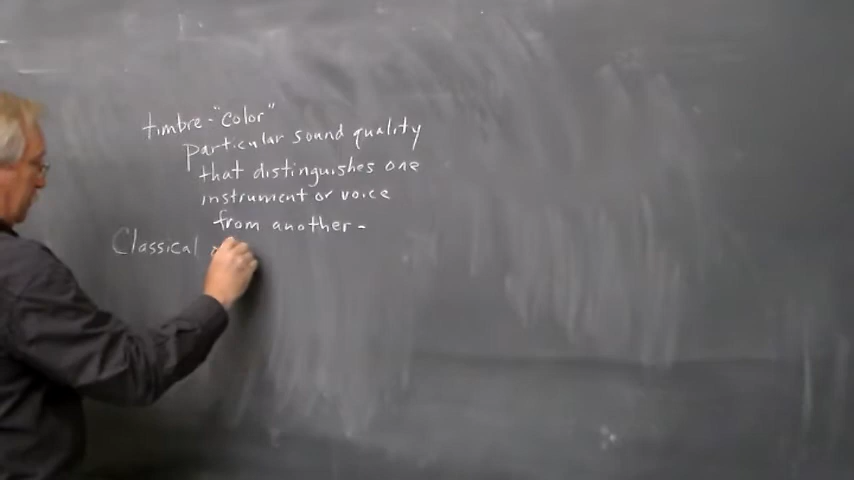 timbre - "color"
particular sound quality
that distinguishes one
instrument or voice
from another -
Classical